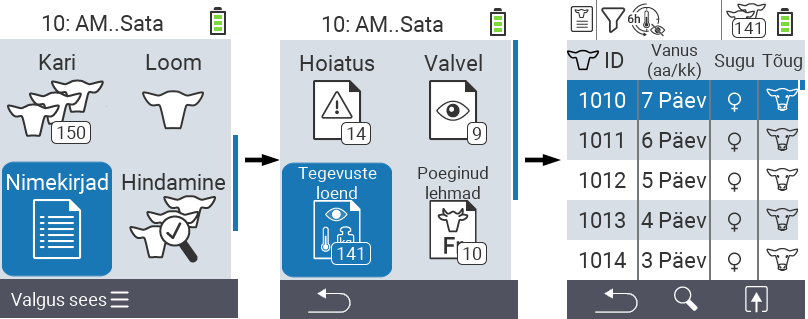 10: AM..Sata
Kari
Loom
150
Nimekirjad
Hindamine
Valgus sees
10: AM..Sata
Hoiatus
Valvel
14
9
Tegevuste
loend
Poeginud
lehmad
141
Fr
10
6h
141
ID
Vanus
(aa/kk)
Sugu
Tõug
1010 7 Päev ♀
1011 6 Päev ♀
1012 5 Päev ♀
1013 4 Päev ♀
1014 3 Päev ♀